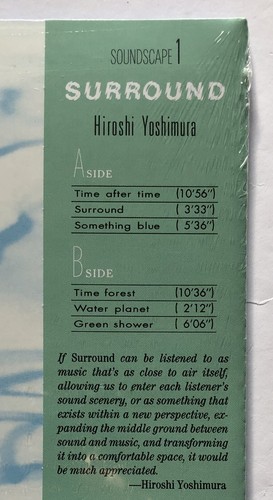 SOUNDSCAPE 1
SURROUND
Hiroshi Yoshimura
A SIDE
Time after time (10'56")
Surround ( 3'33")
Something blue ( 5'36")
B SIDE
Time forest (10'36")
Water planet ( 2'12")
Green shower ( 6'06")
If Surround can be listened to as
music that's as close to air itself,
allowing us to enter each listener's
sound scenery, or as something that
exists within a new perspective, ex-
panding the middle ground between
sound and music, and transforming
it into a comfortable space, it would
be much appreciated.
—Hiroshi Yoshimura